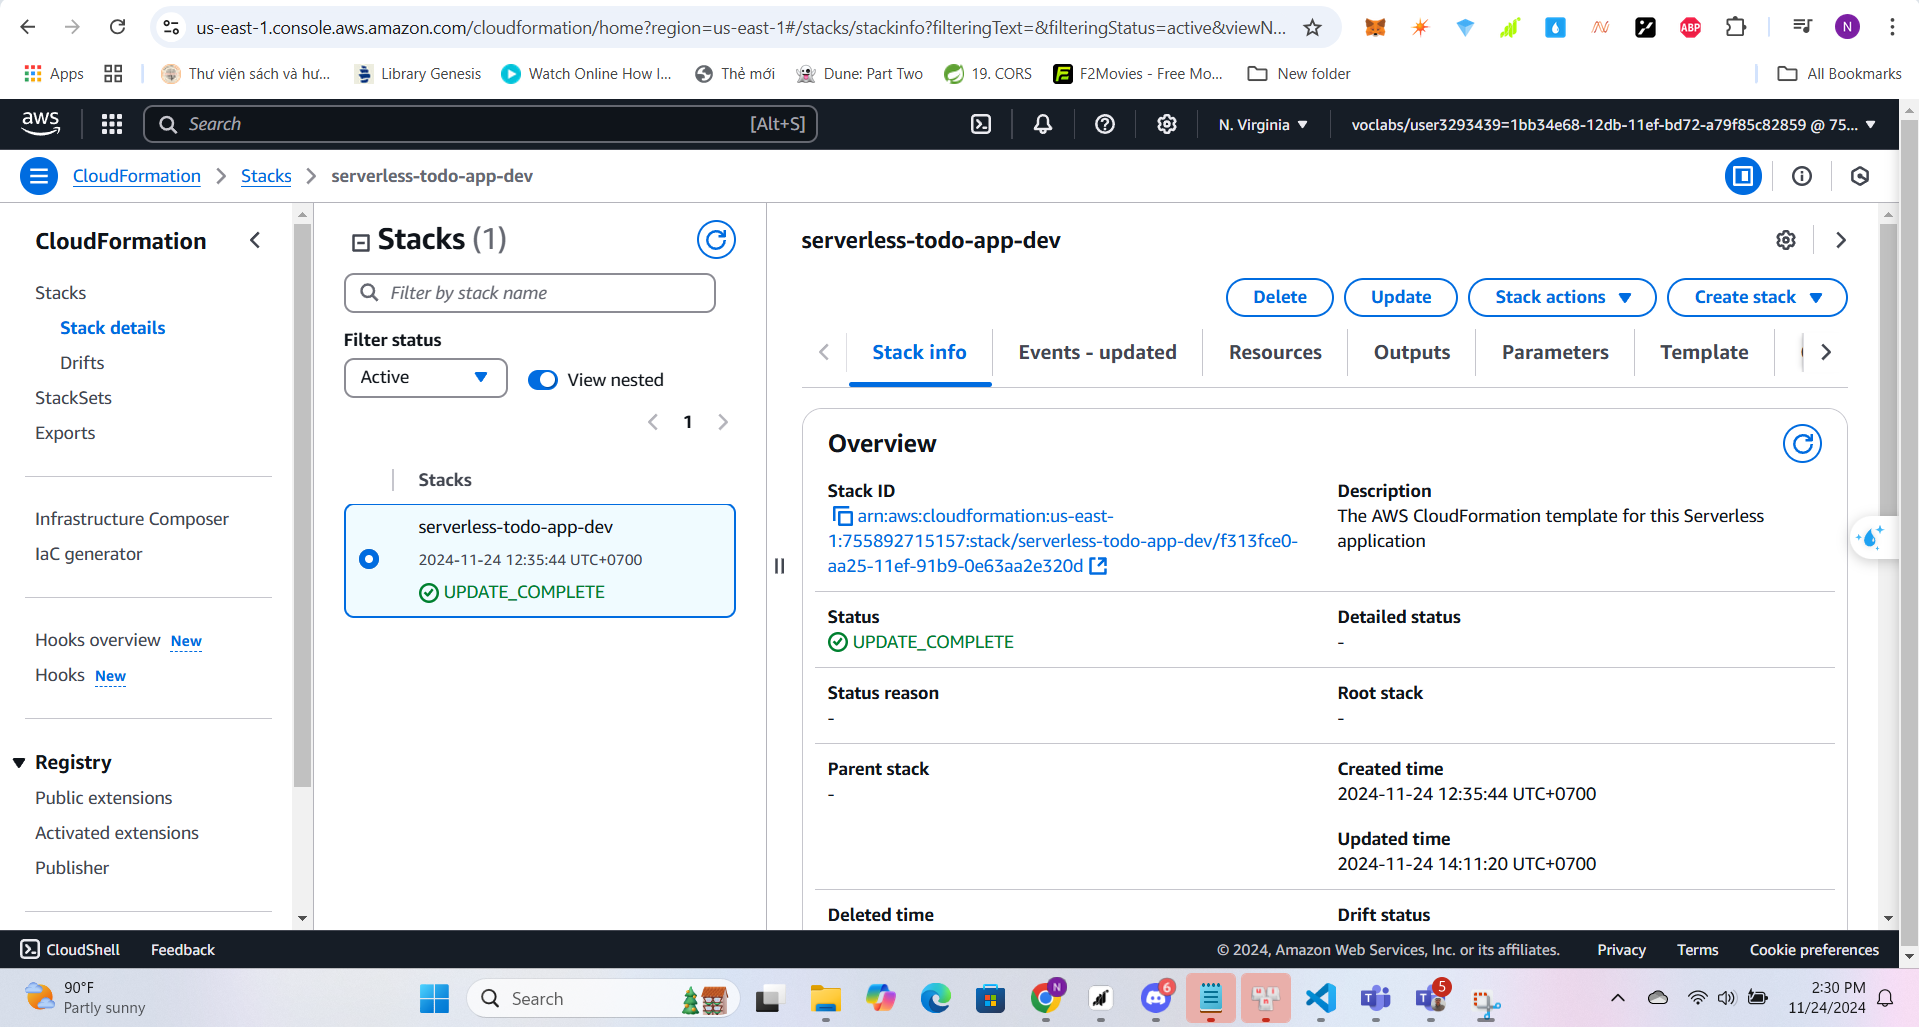 us-east-1.console.aws.amazon.com/cloudformation/home?region=us-east-1#/stacks/stackinfo?filteringText=&filteringStatus=active&viewN...
N
Apps
Thư viện sách và hư...
Library Genesis
Watch Online How I...
Thẻ mới
Dune: Part Two
19. CORS
F2Movies - Free Mo...
New folder
All Bookmarks
aws
Search
[Alt+S]
N. Virginia
voclabs/user3293439=1bb34e68-12db-11ef-bd72-a79f85c82859 @ 75...
CloudFormation
Stacks
serverless-todo-app-dev
CloudFormation
Stacks
Stack details
Drifts
StackSets
Exports
Infrastructure Composer
IaC generator
Hooks overview New
Hooks New
Registry
Public extensions
Activated extensions
Publisher
Stacks (1)
Filter by stack name
Filter status
Active
View nested
1
Stacks
serverless-todo-app-dev
2024-11-24 12:35:44 UTC+0700
UPDATE_COMPLETE
serverless-todo-app-dev
Delete
Update
Stack actions
Create stack
Stack info
Events - updated
Resources
Outputs
Parameters
Template
Overview
Stack ID
arn:aws:cloudformation:us-east-
1:755892715157:stack/serverless-todo-app-dev/f313fce0-
aa25-11ef-91b9-0e63aa2e320d
Description
The AWS CloudFormation template for this Serverless
application
Status
UPDATE_COMPLETE
Detailed status
-
Status reason
-
Root stack
-
Parent stack
-
Created time
2024-11-24 12:35:44 UTC+0700
Updated time
2024-11-24 14:11:20 UTC+0700
Deleted time
Drift status
CloudShell
Feedback
© 2024, Amazon Web Services, Inc. or its affiliates.
Privacy
Terms
Cookie preferences
90°F
Partly sunny
Search
N
6
5
2:30 PM
11/24/2024
ABP